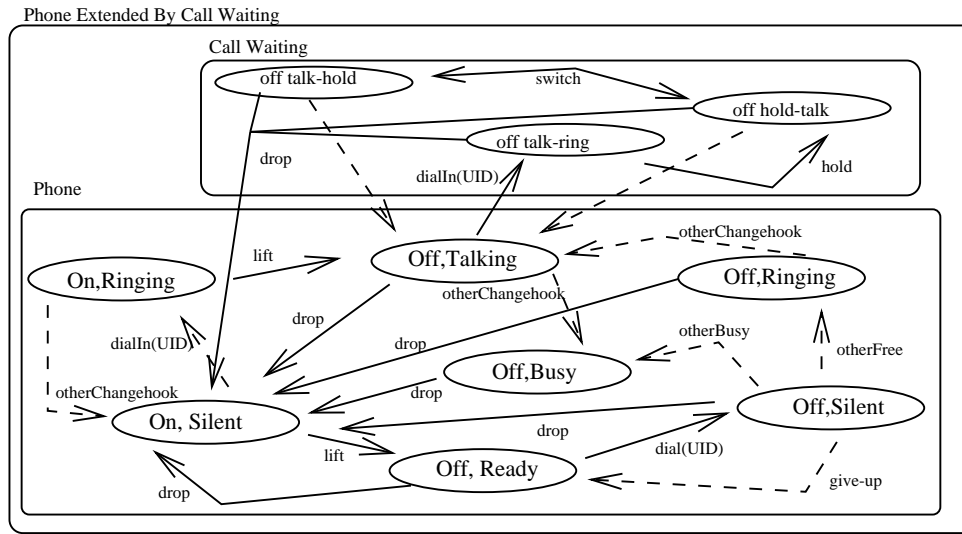 Phone Extended By Call Waiting
Call Waiting
off talk-hold
switch
off hold-talk
off talk-ring
drop
dialIn(UID)
hold
Phone
lift
otherChangehook
On,Ringing
Off,Talking
Off,Ringing
otherChangehook
drop
dialIn(UID)
drop
otherBusy
otherFree
Off,Busy
otherChangehook
drop
On, Silent
Off,Silent
drop
lift
dial(UID)
Off, Ready
drop
give-up